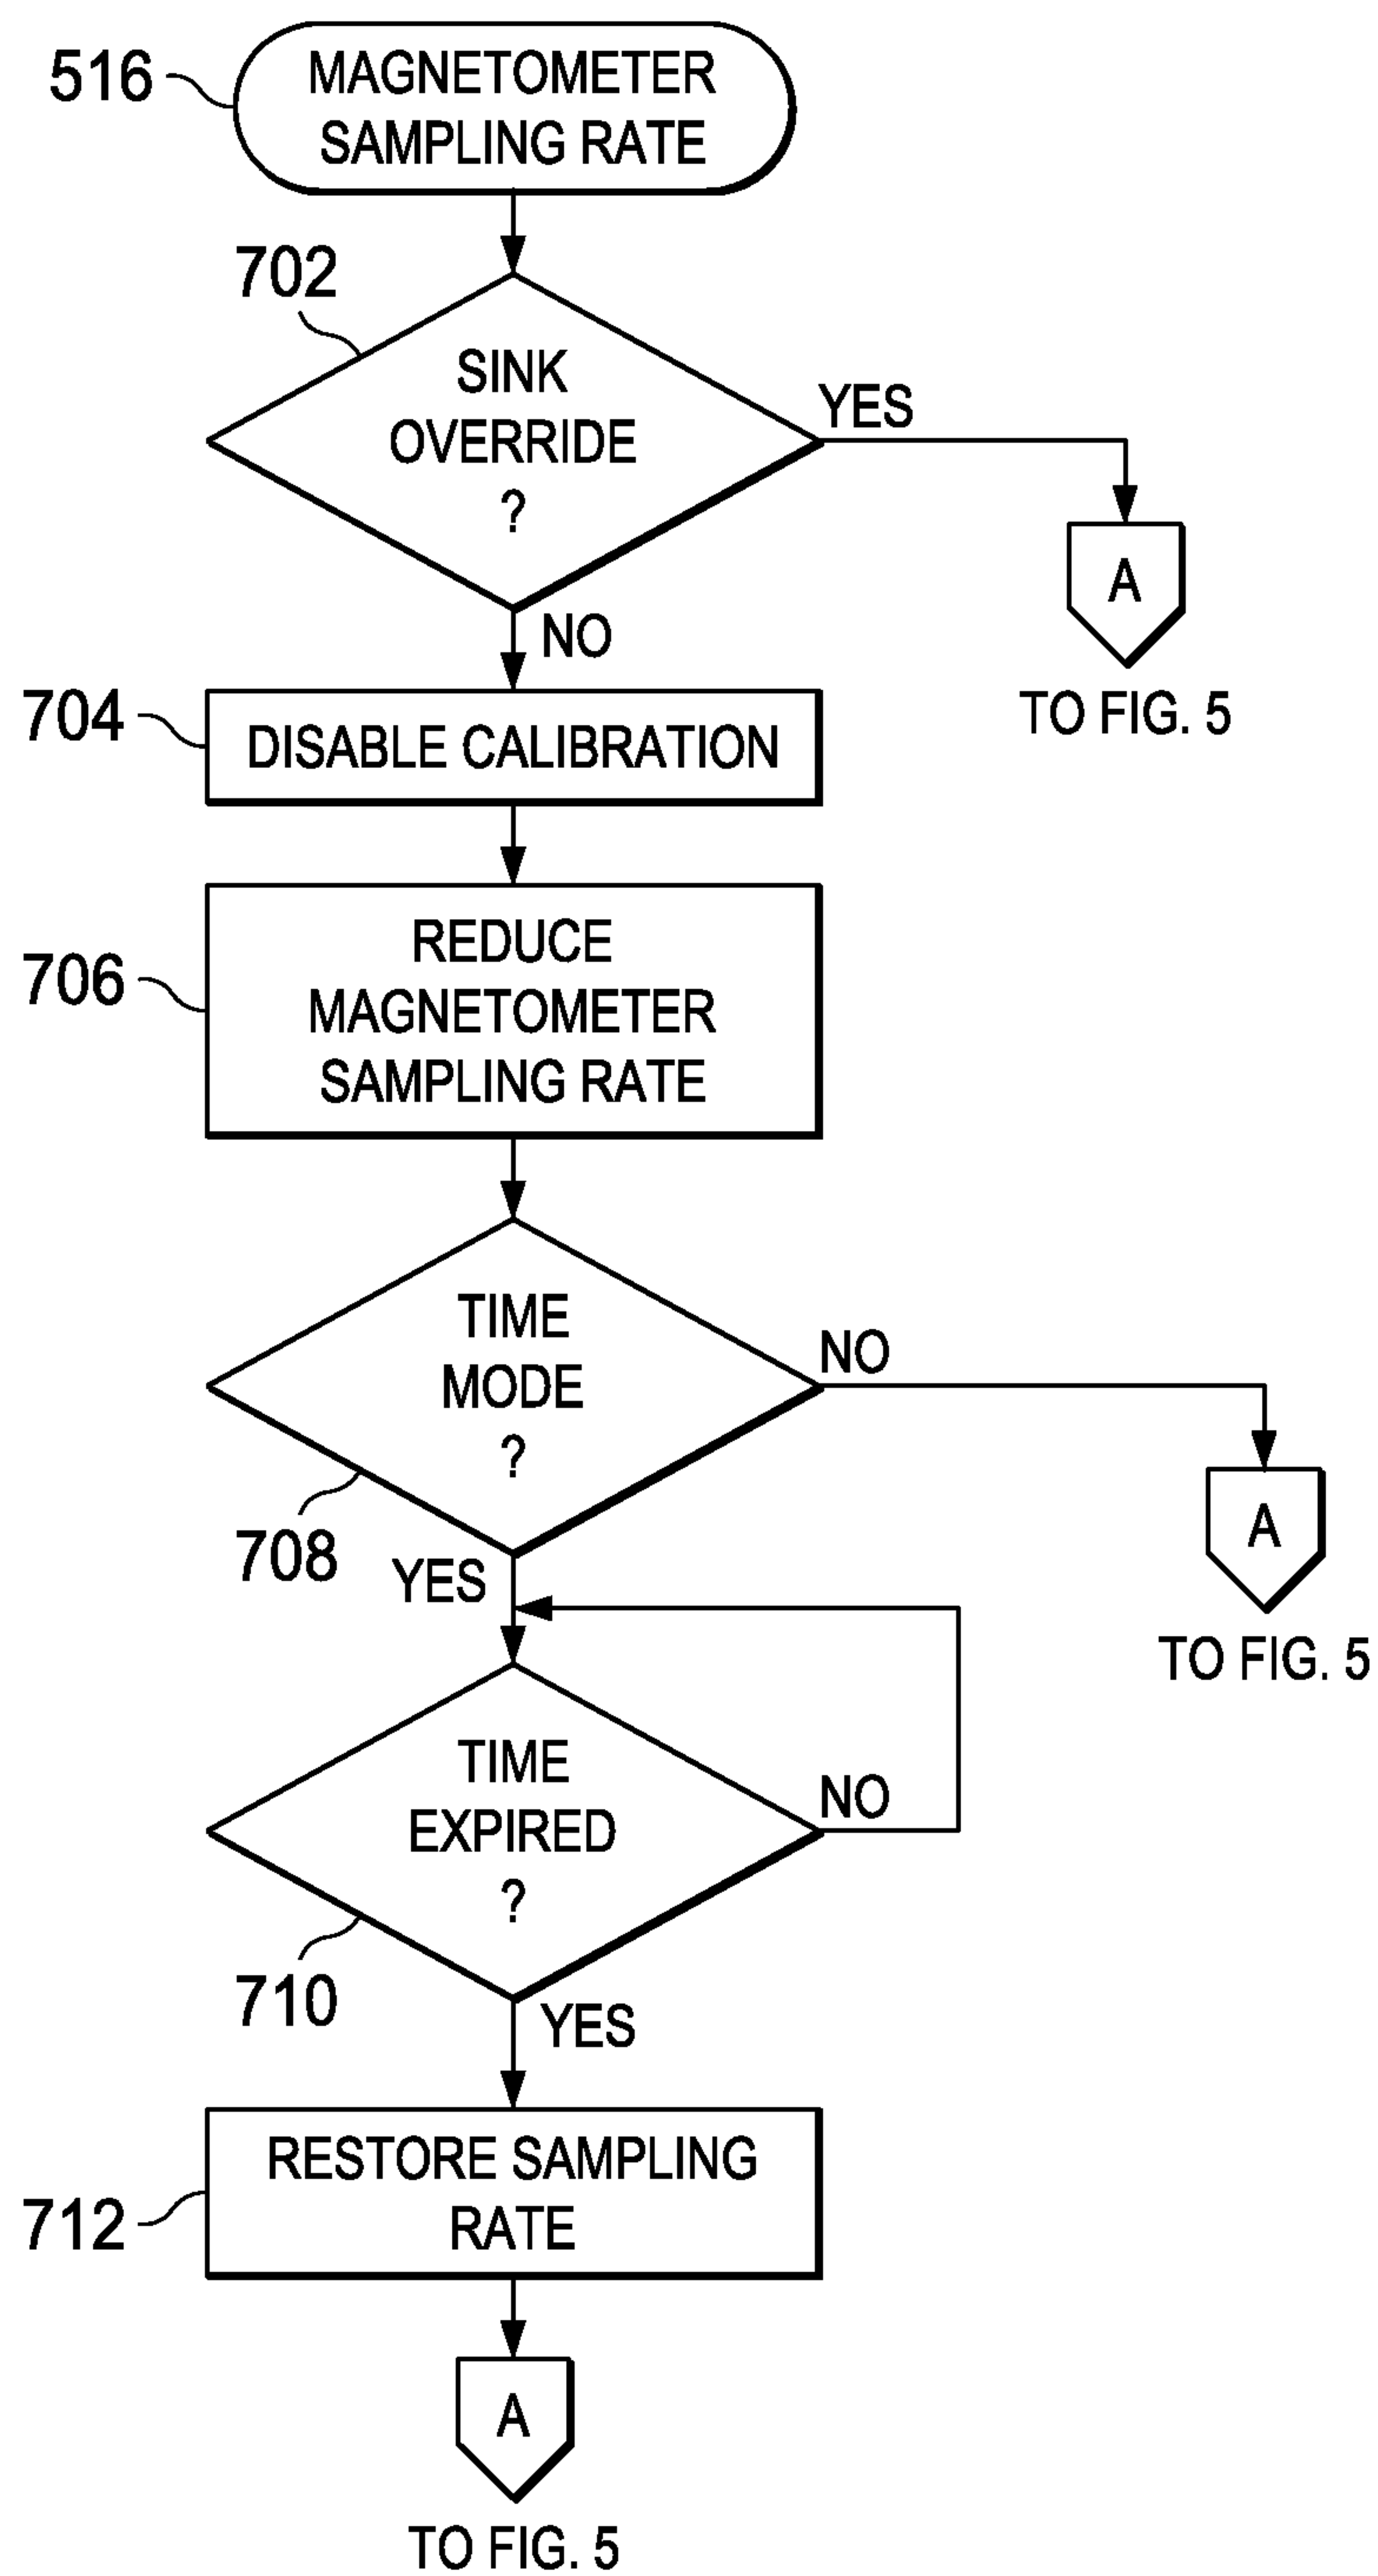 516
MAGNETOMETER
SAMPLING RATE
702
SINK
OVERRIDE
?
YES
A
TO FIG. 5
NO
704
DISABLE CALIBRATION
706
REDUCE
MAGNETOMETER
SAMPLING RATE
TIME
MODE
?
NO
A
TO FIG. 5
708
YES
TIME
EXPIRED
?
NO
710
YES
712
RESTORE SAMPLING
RATE
A
TO FIG. 5